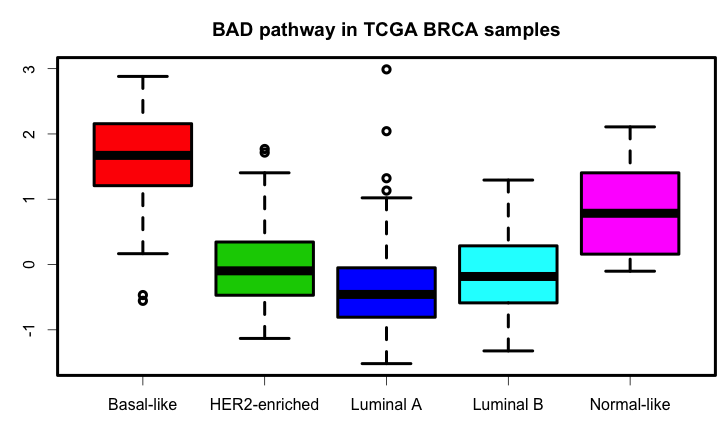 BAD pathway in TCGA BRCA samples
3
2
1
0
-1
Basal-like HER2-enriched Luminal A Luminal B Normal-like